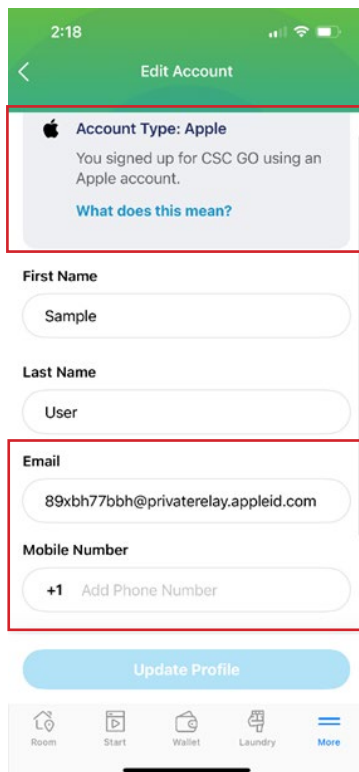 2:18
Edit Account
Account Type: Apple
You signed up for CSC GO using an
Apple account.
What does this mean?
First Name
Sample
Last Name
User
Email
89xbh77bbh@privaterelay.appleid.com
Mobile Number
+1 Add Phone Number
Update Profile
Room Start Wallet Laundry More